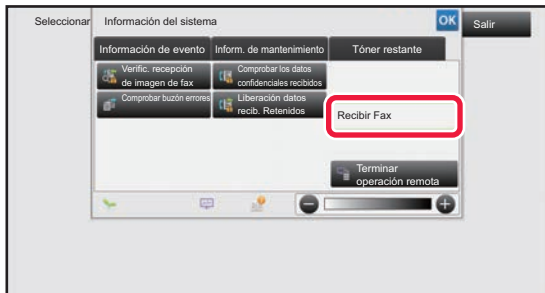 Seleccionar
Información del sistema
OK
Salir
Información de evento
Inform. de mantenimiento
Tóner restante
Verific. recepción
de imagen de fax
Comprobar los datos
confidenciales recibidos
Comprobar buzón errores
Liberación datos
recib. Retenidos
Recibir Fax
Terminar
operación remota